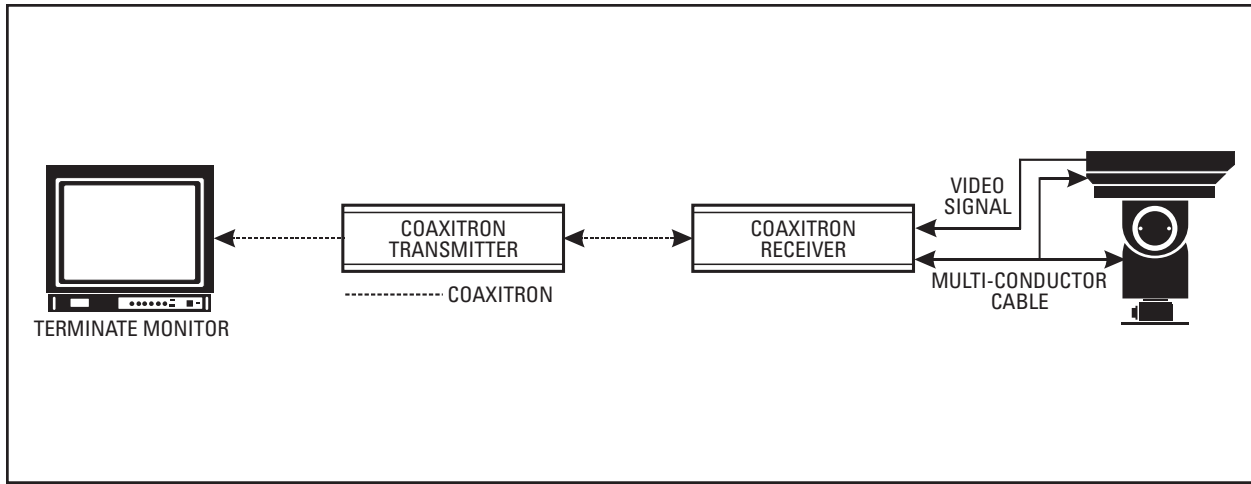 COAXITRON
TRANSMITTER
COAXITRON
RECEIVER
VIDEO
SIGNAL
MULTI-CONDUCTOR
CABLE
COAXITRON
TERMINATE MONITOR